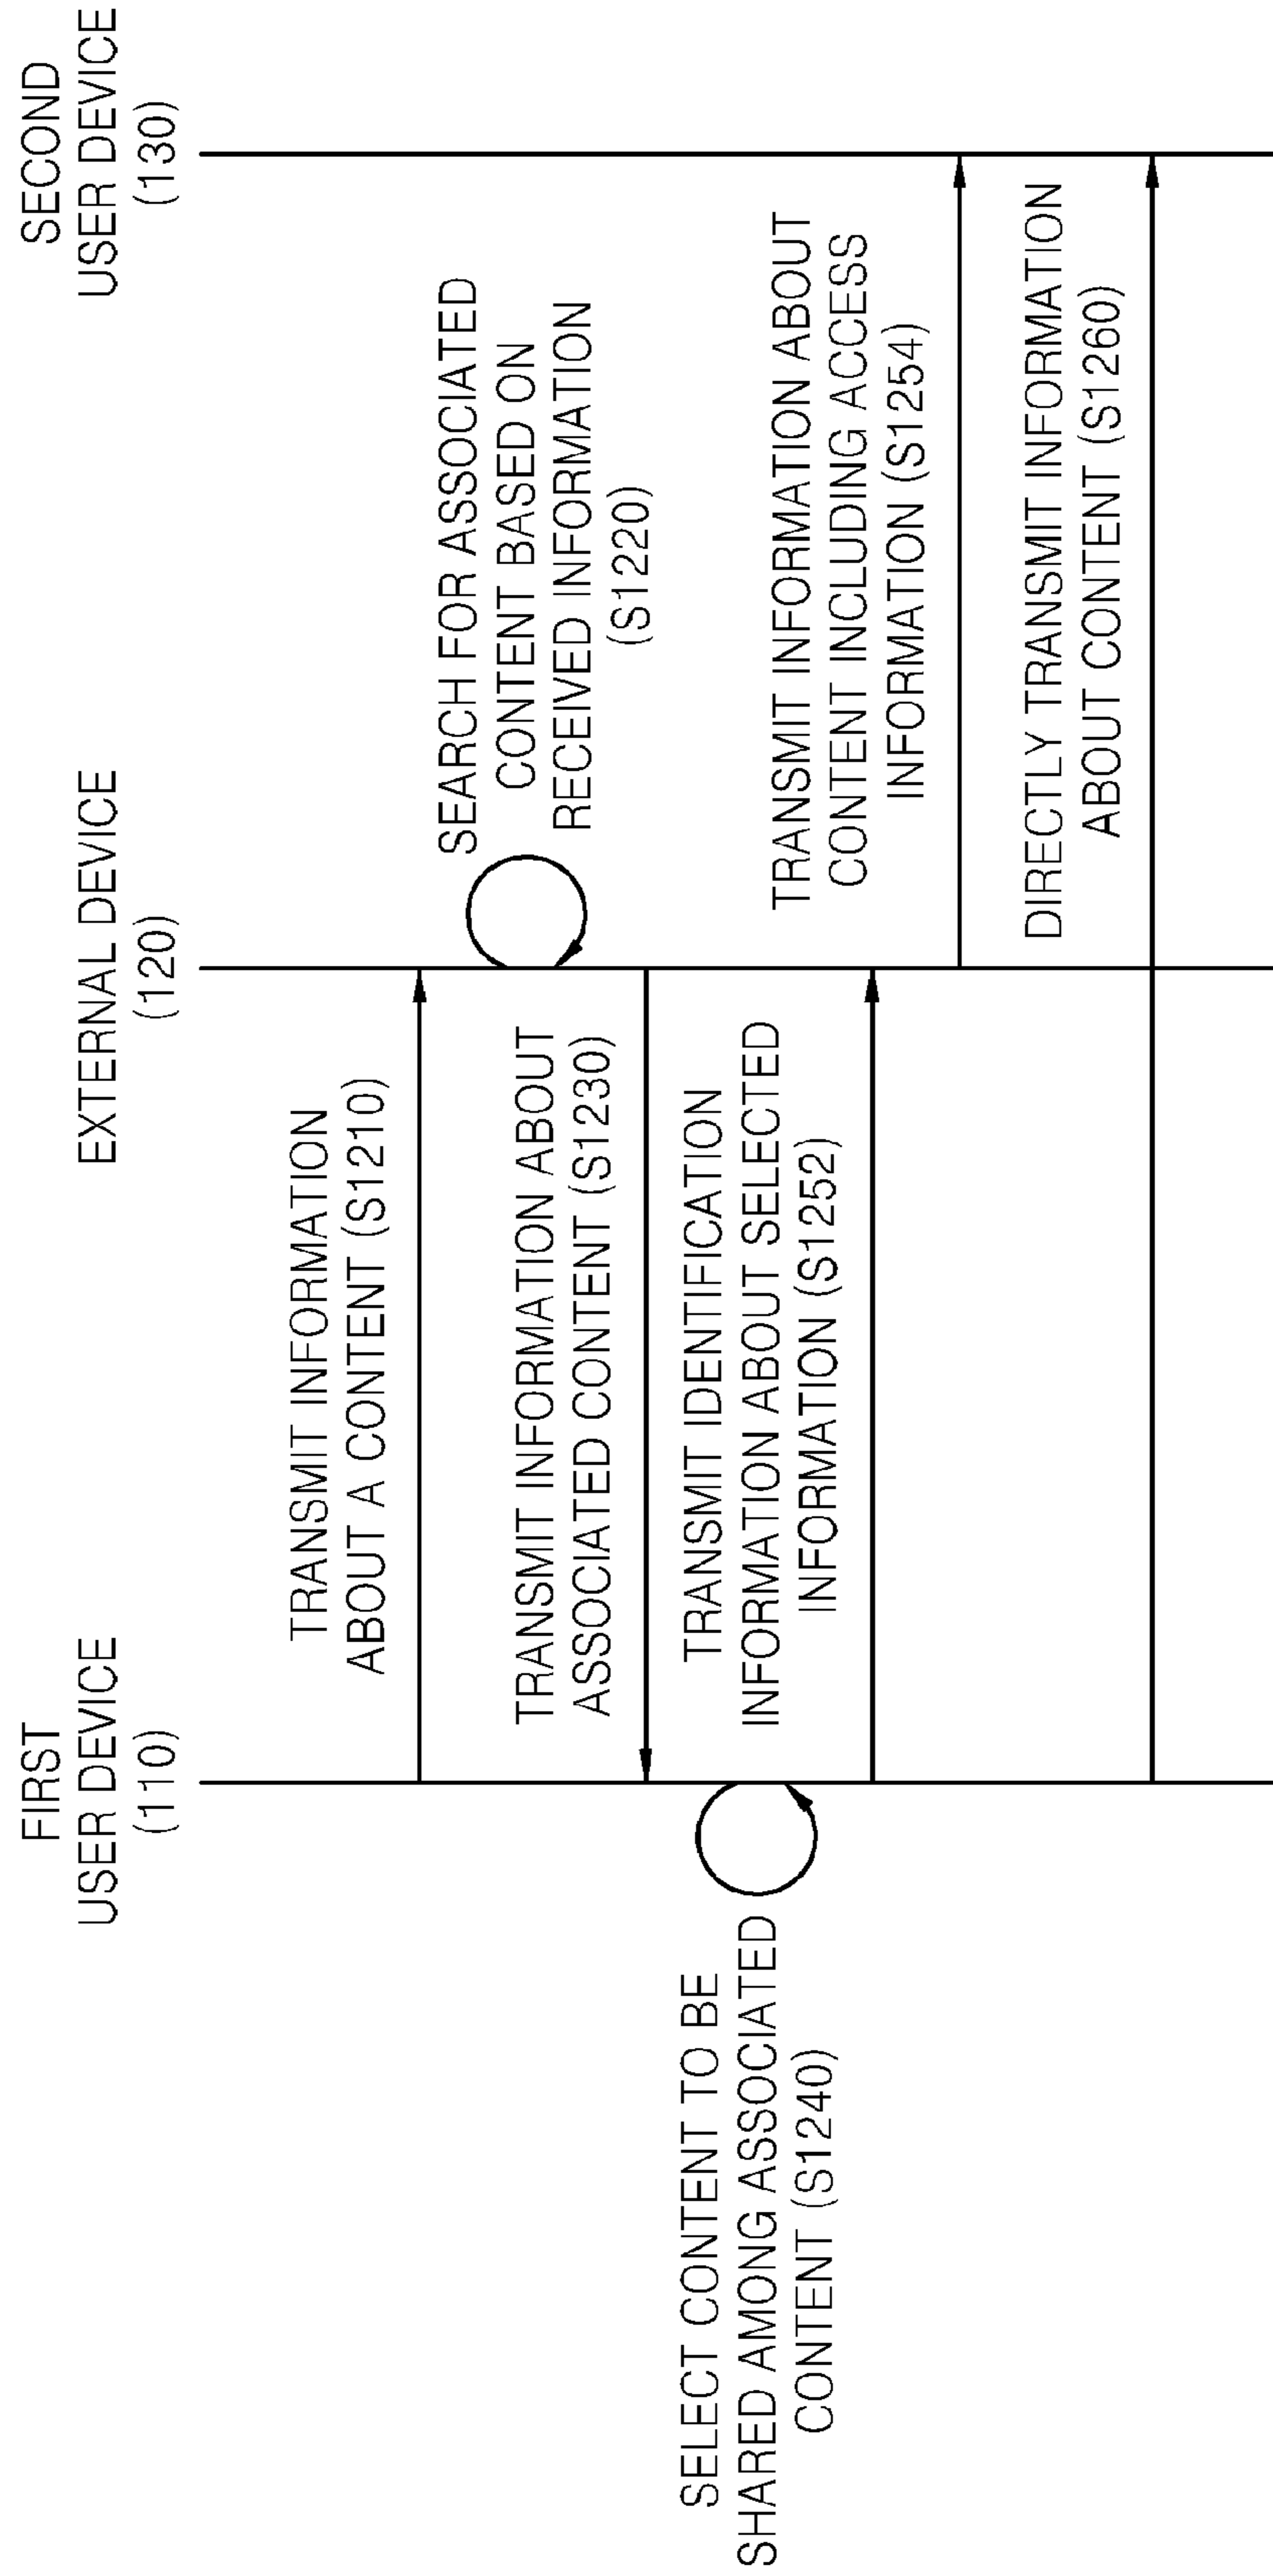 FIRST
USER DEVICE
(110)
EXTERNAL DEVICE
(120)
SECOND
USER DEVICE
(130)
TRANSMIT INFORMATION
ABOUT A CONTENT (S1210)
SEARCH FOR ASSOCIATED
CONTENT BASED ON
RECEIVED INFORMATION
(S1220)
TRANSMIT INFORMATION ABOUT
ASSOCIATED CONTENT (S1230)
SELECT CONTENT TO BE
SHARED AMONG ASSOCIATED
CONTENT (S1240)
TRANSMIT IDENTIFICATION
INFORMATION ABOUT SELECTED
INFORMATION (S1252)
TRANSMIT INFORMATION ABOUT
CONTENT INCLUDING ACCESS
INFORMATION (S1254)
DIRECTLY TRANSMIT INFORMATION
ABOUT CONTENT (S1260)